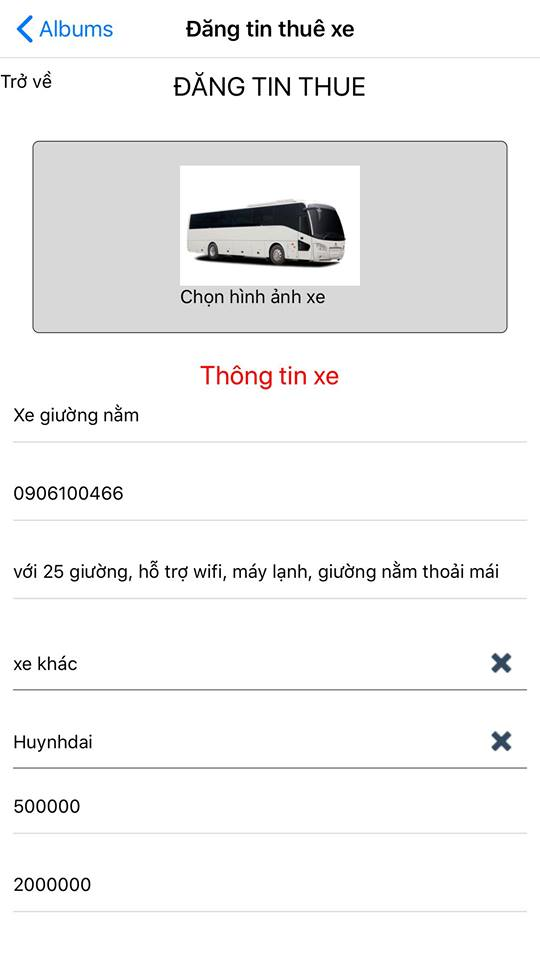 Albums
Đăng tin thuê xe
Trở về
ĐĂNG TIN THUE
Chọn hình ảnh xe
Thông tin xe
Xe giường nằm
0906100466
với 25 giường, hỗ trợ wifi, máy lạnh, giường nằm thoải mái
xe khác
Huynhdai
500000
2000000